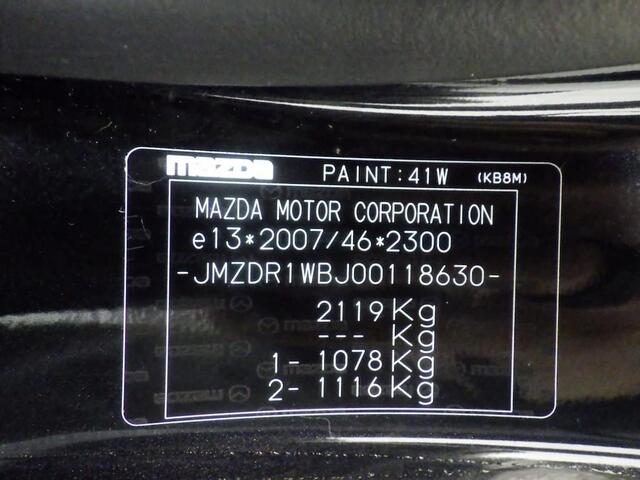 mazda PAINT:41W (KB8M)
MAZDA MOTOR CORPORATION
e13*2007/46*2300
-JMZDR1WBJ00118630-
2119Kg
---Kg
1- 1078Kg
2- 1116Kg